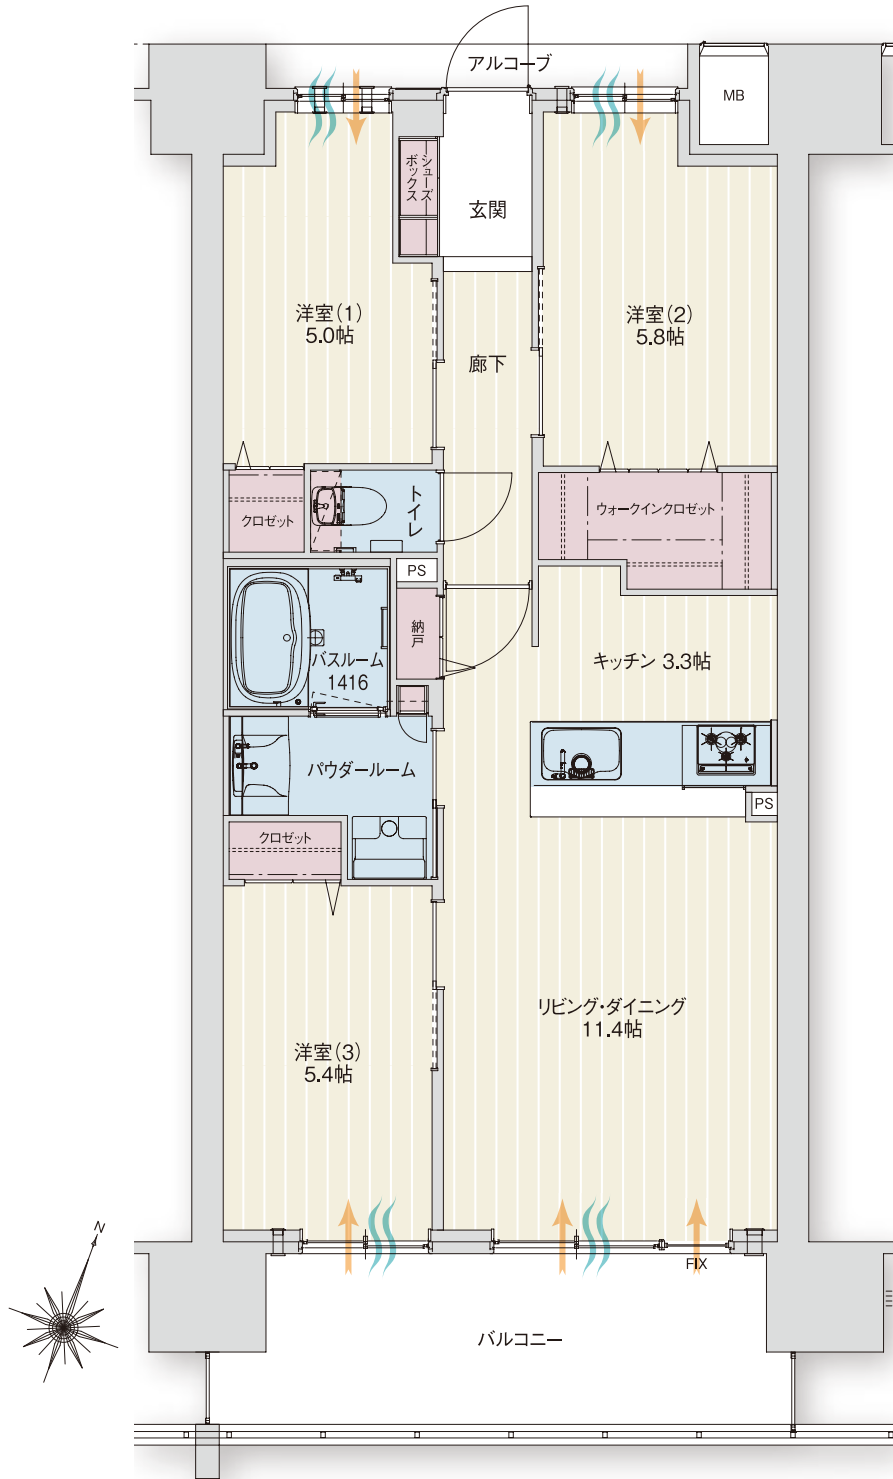 アルコーブ
MB
シューズ
ボックス
玄関
洋室(1)
5.0帖
洋室(2)
5.8帖
廊下
クロゼット
トイレ
ウォークインクロゼット
PS
納戸
バスルーム
1416
キッチン 3.3帖
パウダールーム
PS
クロゼット
リビング・ダイニング
11.4帖
洋室(3)
5.4帖
N
FIX
バルコニー